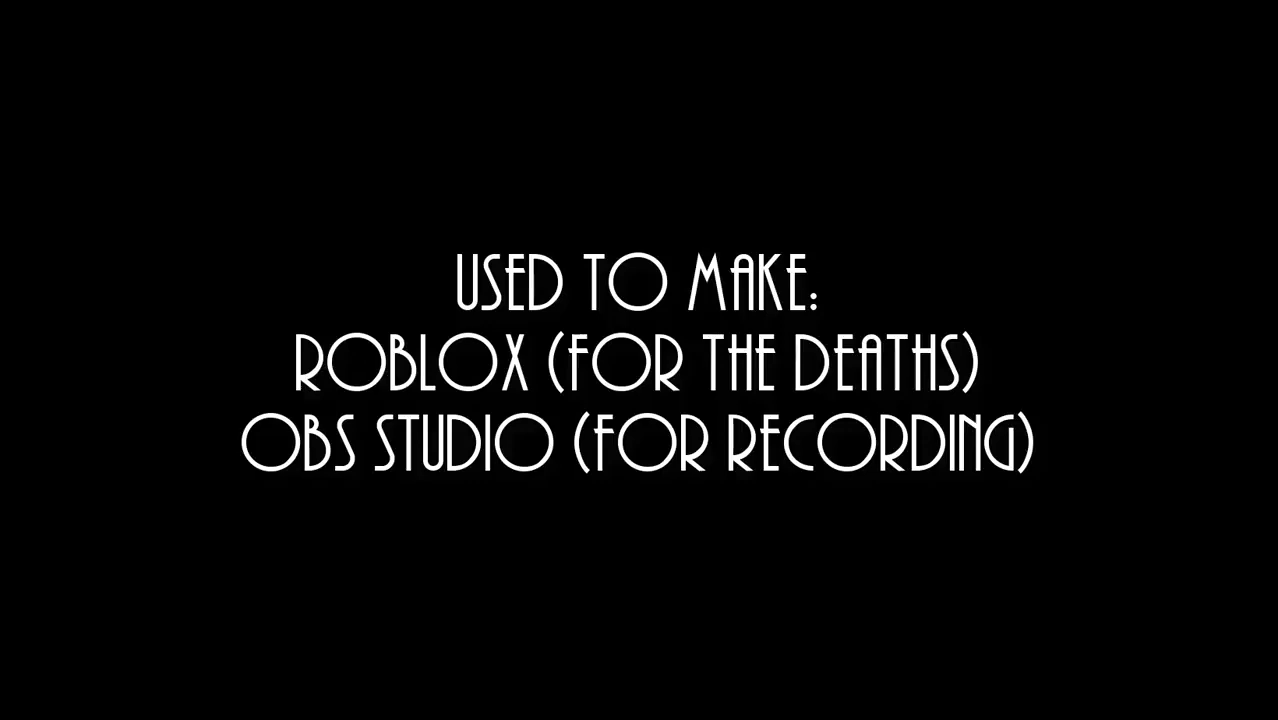 USED TO MAKE:
ROBLOX (FOR THE DEATHS)
OBS STUDIO (FOR RECORDING)